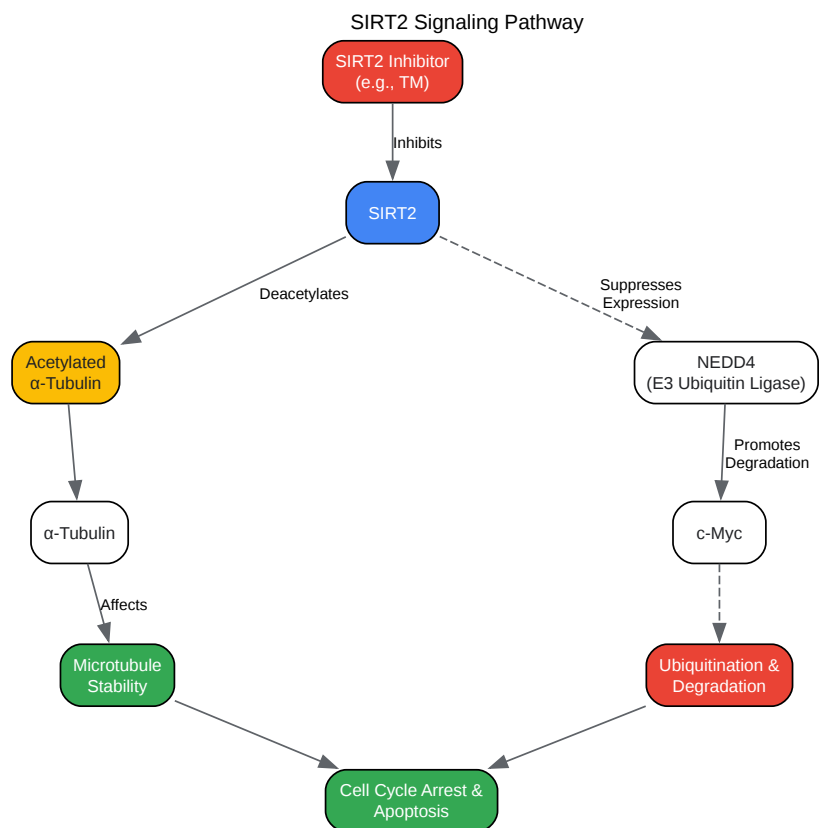 SIRT2 Signaling Pathway
SIRT2 Inhibitor
(e.g., TM)
Inhibits
SIRT2
Deacetylates
Suppresses
Expression
Acetylated
α-Tubulin
NEDD4
(E3 Ubiquitin Ligase)
Promotes
Degradation
α-Tubulin
c-Myc
Affects
Microtubule
Stability
Ubiquitination &
Degradation
Cell Cycle Arrest &
Apoptosis